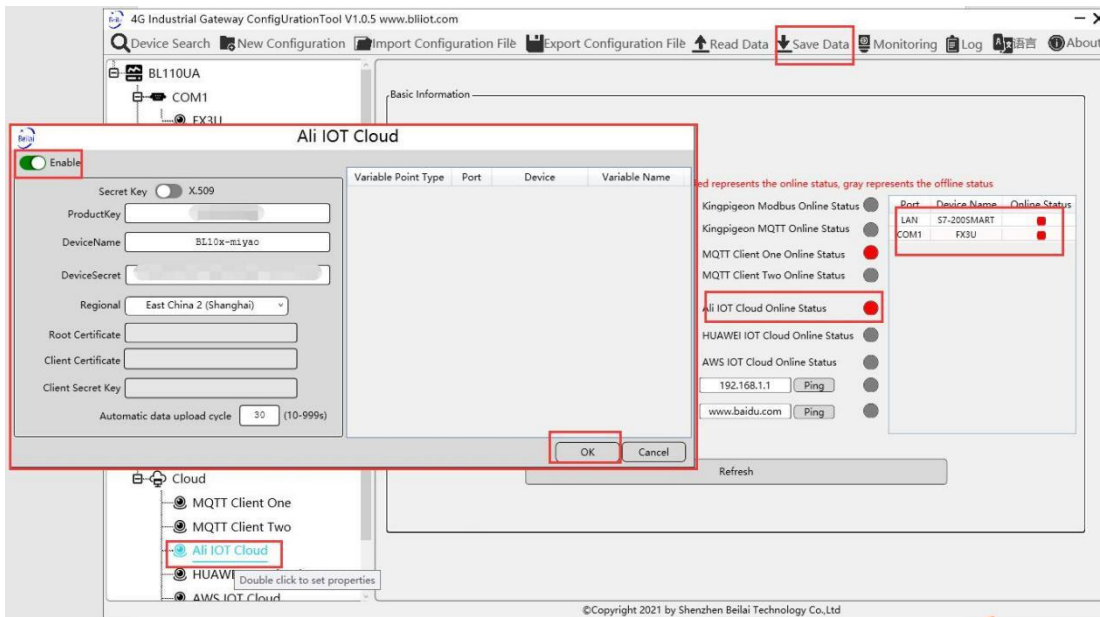 4G Industrial Gateway ConfigUrationTool V1.0.5 www.bliiot.com
Device Search New Configuration Import Configuration File Export Configuration File Read Data Save Data Monitoring Log 语言 About
BL110UA
COM1
FX3U
Basic Information
Beilai
Ali IOT Cloud
Enable
Secret Key X.509
ProductKey
DeviceName BL10x-miyao
DeviceSecret
Regional East China 2 (Shanghai)
Root Certificate
Client Certificate
Client Secret Key
Automatic data upload cycle 30 (10-999s)
Variable Point Type Port Device Variable Name
OK Cancel
ed represents the online status, gray represents the offline status
Kingpigeon Modbus Online Status
Kingpigeon MQTT Online Status
MQTT Client One Online Status
MQTT Client Two Online Status
Ali IOT Cloud Online Status
HUAWEI IOT Cloud Online Status
AWS IOT Cloud Online Status
192.168.1.1 Ping
www.baidu.com Ping
Port Device Name Online Status
LAN S7-200SMART
COM1 FX3U
Refresh
Cloud
MQTT Client One
MQTT Client Two
Ali IOT Cloud
HUAW
Double click to set properties
AWS IOT Cloud
©Copyright 2021 by Shenzhen Beilai Technology Co.,Ltd